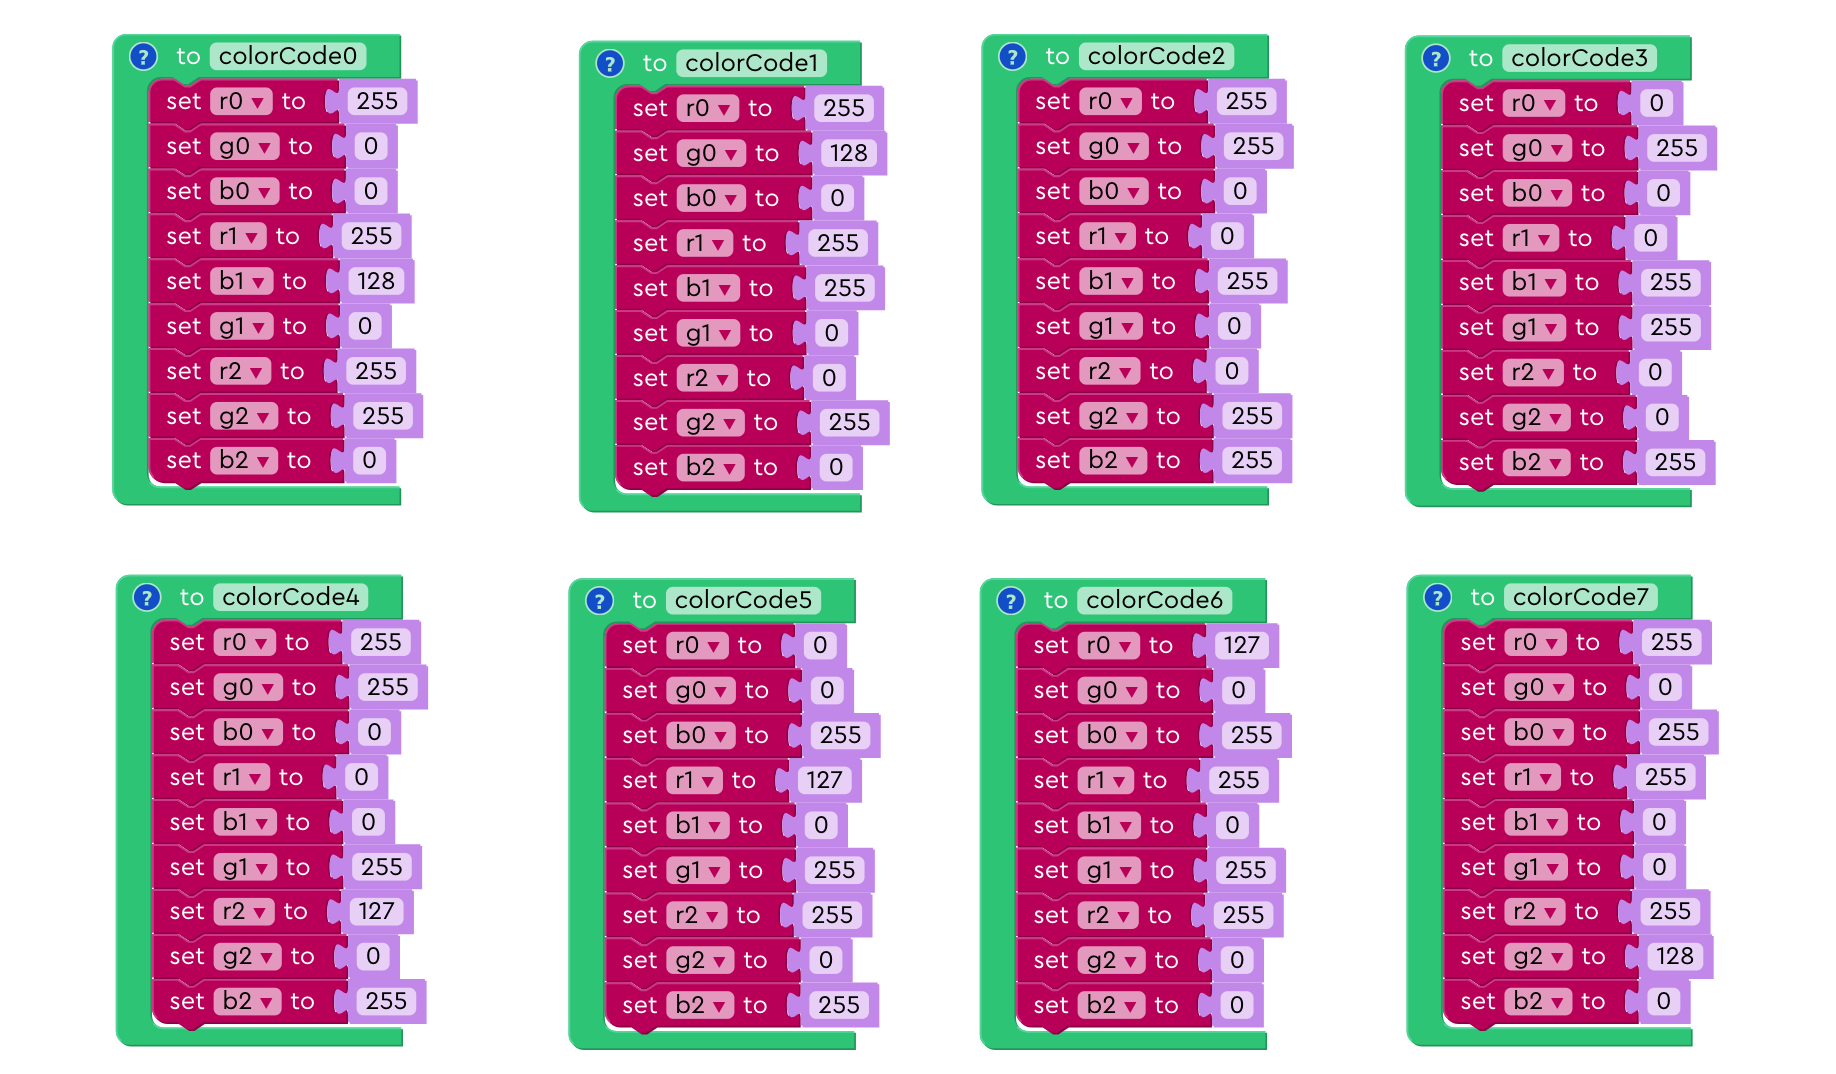 ? to colorCode0
set r0 ▼ to 255
set g0 ▼ to 0
set b0 ▼ to 0
set r1 ▼ to 255
set b1 ▼ to 128
set g1 ▼ to 0
set r2 ▼ to 255
set g2 ▼ to 255
set b2 ▼ to 0
? to colorCode1
set r0 ▼ to 255
set g0 ▼ to 128
set b0 ▼ to 0
set r1 ▼ to 255
set b1 ▼ to 255
set g1 ▼ to 0
set r2 ▼ to 0
set g2 ▼ to 255
set b2 ▼ to 0
? to colorCode2
set r0 ▼ to 255
set g0 ▼ to 255
set b0 ▼ to 0
set r1 ▼ to 0
set b1 ▼ to 255
set g1 ▼ to 0
set r2 ▼ to 0
set g2 ▼ to 255
set b2 ▼ to 255
? to colorCode3
set r0 ▼ to 0
set g0 ▼ to 255
set b0 ▼ to 0
set r1 ▼ to 0
set b1 ▼ to 255
set g1 ▼ to 255
set r2 ▼ to 0
set g2 ▼ to 0
set b2 ▼ to 255
? to colorCode4
set r0 ▼ to 255
set g0 ▼ to 255
set b0 ▼ to 0
set r1 ▼ to 0
set b1 ▼ to 0
set g1 ▼ to 255
set r2 ▼ to 127
set g2 ▼ to 0
set b2 ▼ to 255
? to colorCode5
set r0 ▼ to 0
set g0 ▼ to 0
set b0 ▼ to 255
set r1 ▼ to 127
set b1 ▼ to 0
set g1 ▼ to 255
set r2 ▼ to 255
set g2 ▼ to 0
set b2 ▼ to 255
? to colorCode6
set r0 ▼ to 127
set g0 ▼ to 0
set b0 ▼ to 255
set r1 ▼ to 255
set b1 ▼ to 0
set g1 ▼ to 255
set r2 ▼ to 255
set g2 ▼ to 0
set b2 ▼ to 0
? to colorCode7
set r0 ▼ to 255
set g0 ▼ to 0
set b0 ▼ to 255
set r1 ▼ to 255
set b1 ▼ to 0
set g1 ▼ to 0
set r2 ▼ to 255
set g2 ▼ to 128
set b2 ▼ to 0